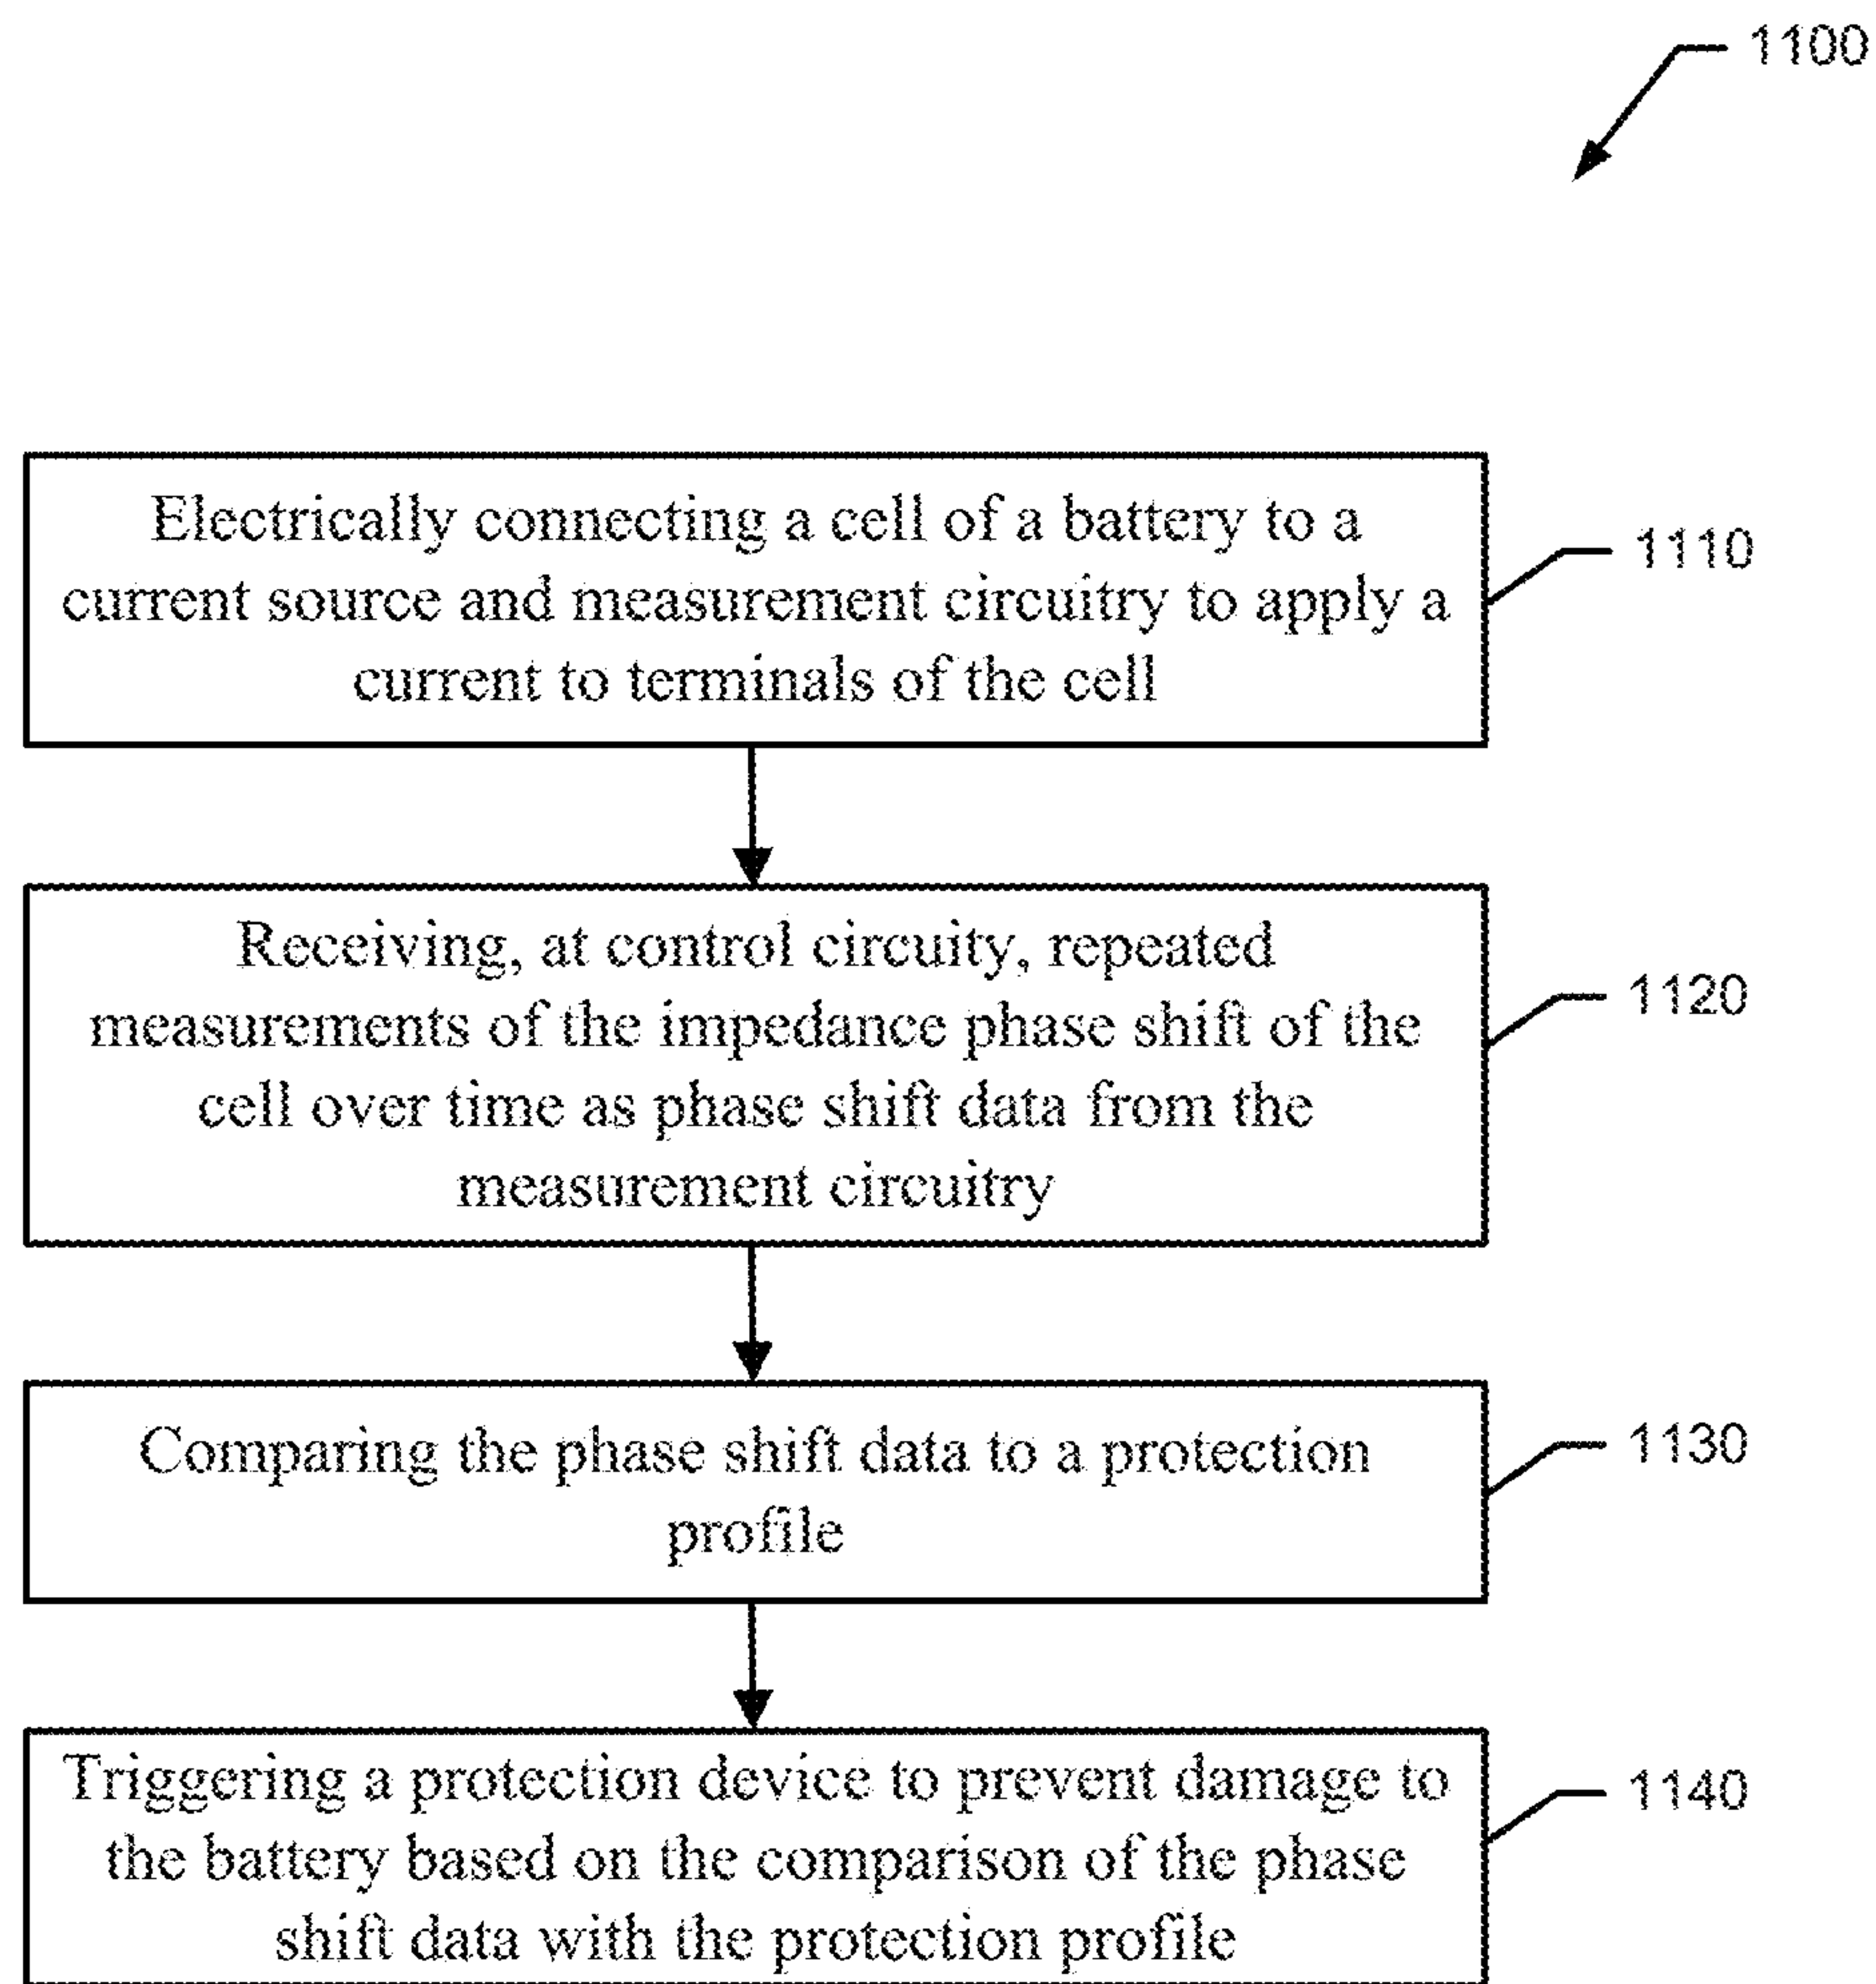 1100
Electrically connecting a cell of a battery to a
current source and measurement circuitry to apply a
current to terminals of the cell
1110
Receiving, at control circuity, repeated
measurements of the impedance phase shift of the
cell over time as phase shift data from the
measurement circuitry
1120
Comparing the phase shift data to a protection
profile
1130
Triggering a protection device to prevent damage to
the battery based on the comparison of the phase
shift data with the protection profile
1140